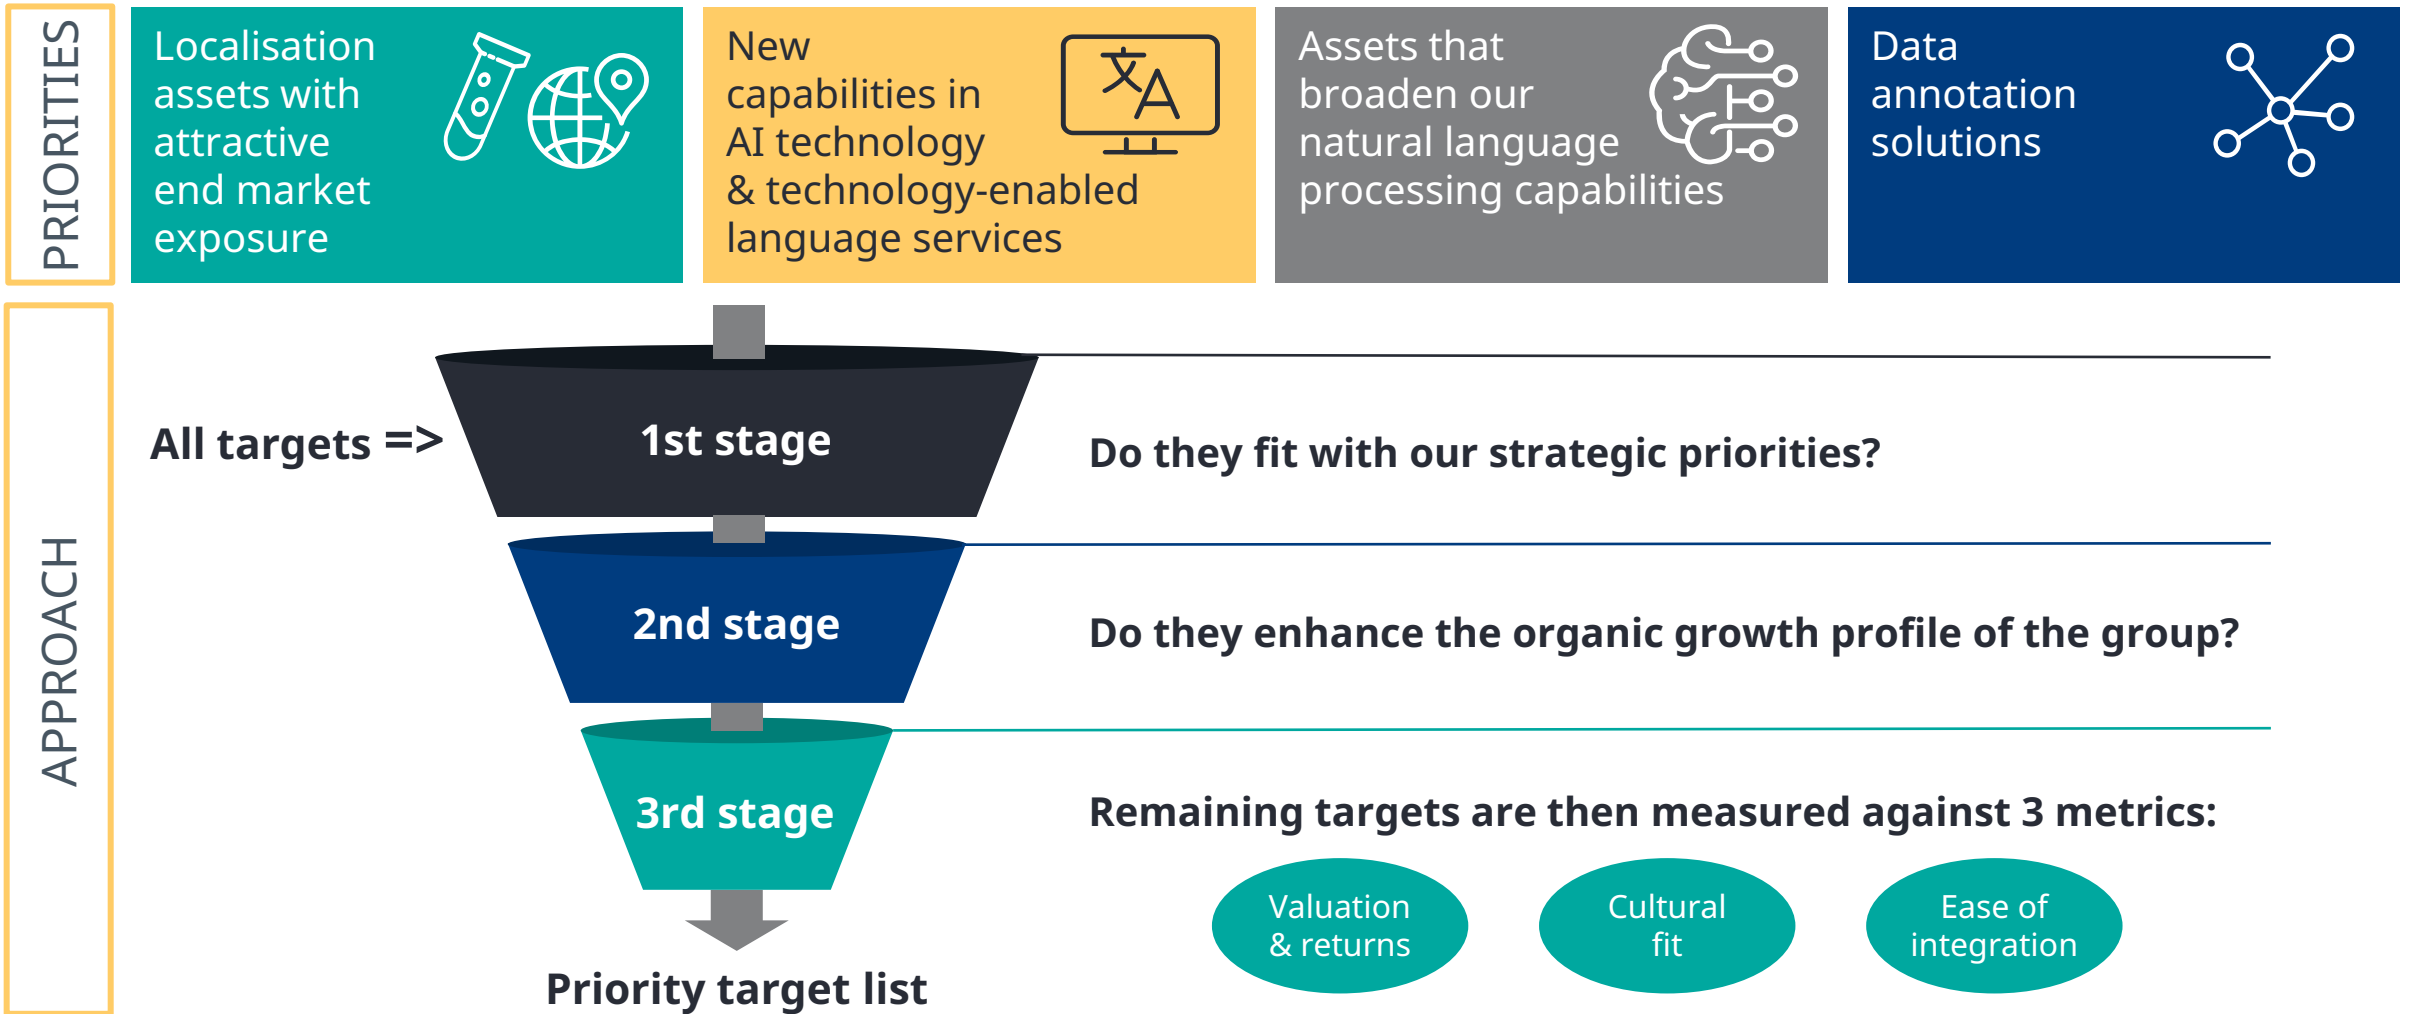 PRIORITIES
Localisation
assets with
attractive
end market
exposure
New
capabilities in
AI technology
& technology-enabled
language services
文A
Assets that
broaden our
natural language
processing capabilities
Data
annotation
solutions
APPROACH
All targets =>
1st stage
Do they fit with our strategic priorities?
2nd stage
Do they enhance the organic growth profile of the group?
3rd stage
Remaining targets are then measured against 3 metrics:
Valuation
& returns
Cultural
fit
Ease of
integration
Priority target list